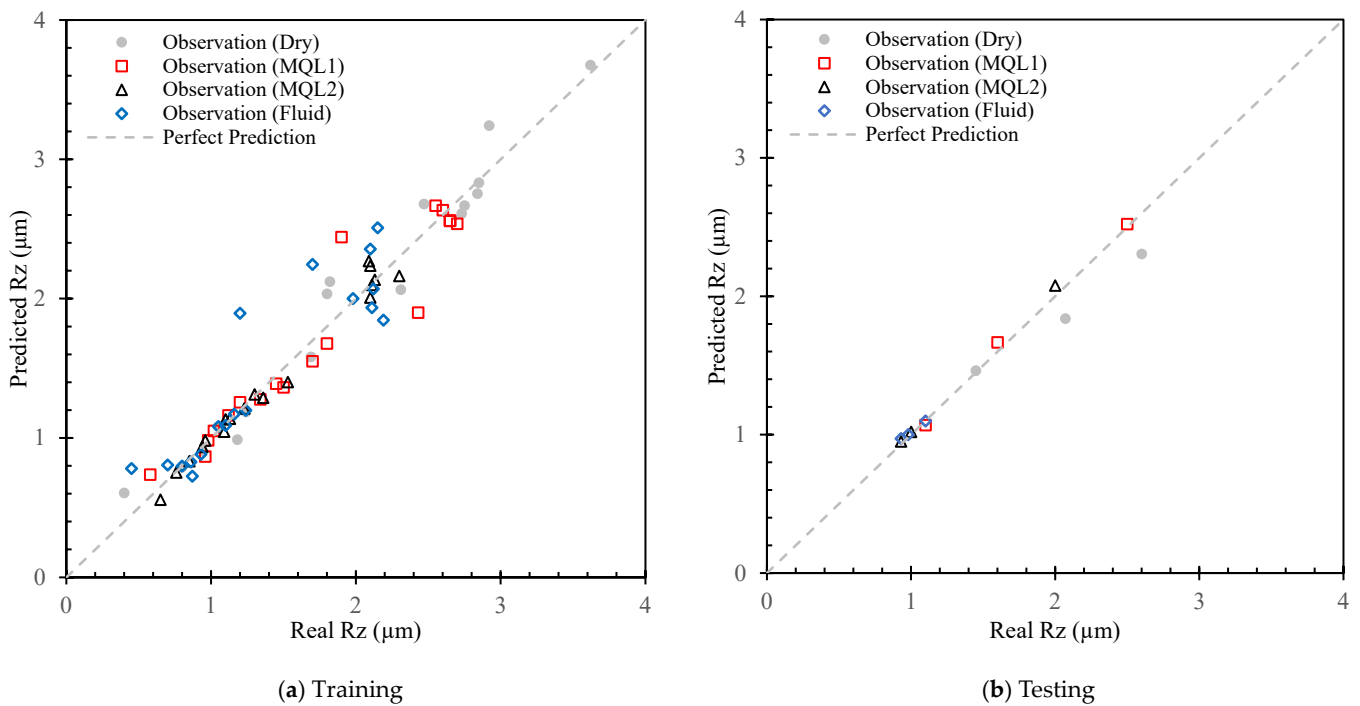 4
3
2
1
0
0
1
2
3
4
Predicted Rz (µm)
Real Rz (µm)
Observation (Dry)
Observation (MQL1)
Observation (MQL2)
Observation (Fluid)
Perfect Prediction
(a) Training
4
3
2
1
0
0
1
2
3
4
Predicted Rz (µm)
Real Rz (µm)
Observation (Dry)
Observation (MQL1)
Observation (MQL2)
Observation (Fluid)
Perfect Prediction
(b) Testing